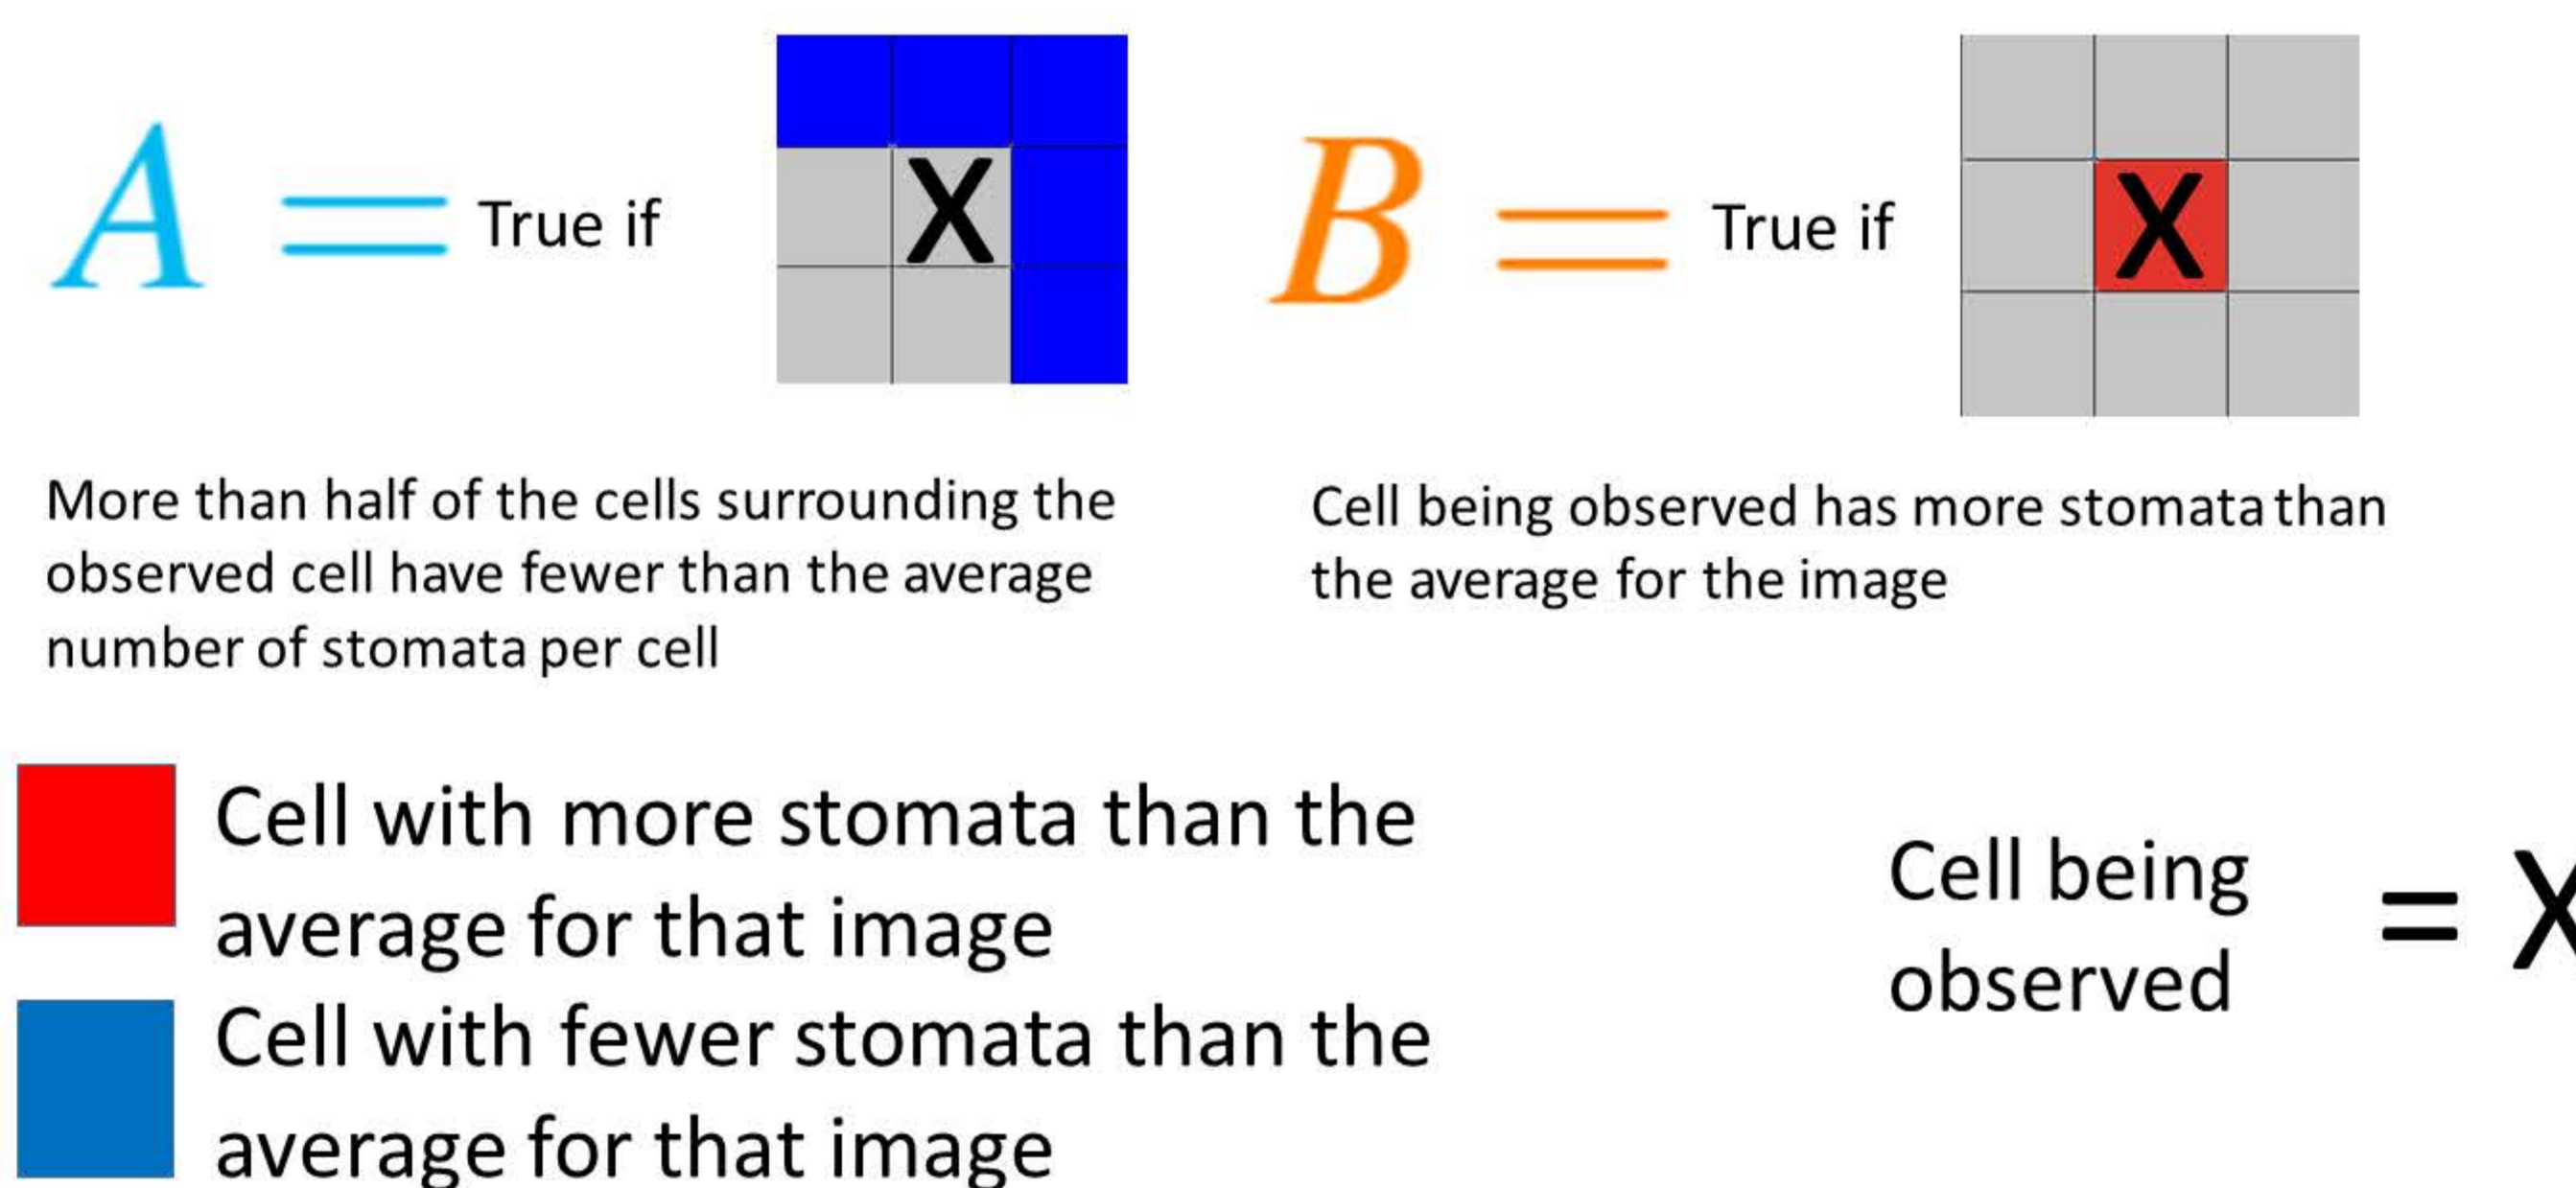 A = True if X
B = True if X
More than half of the cells surrounding the
observed cell have fewer than the average
number of stomata per cell
Cell being observed has more stomata than
the average for the image
Cell with more stomata than the
average for that image
Cell with fewer stomata than the
average for that image
Cell being
observed
= X